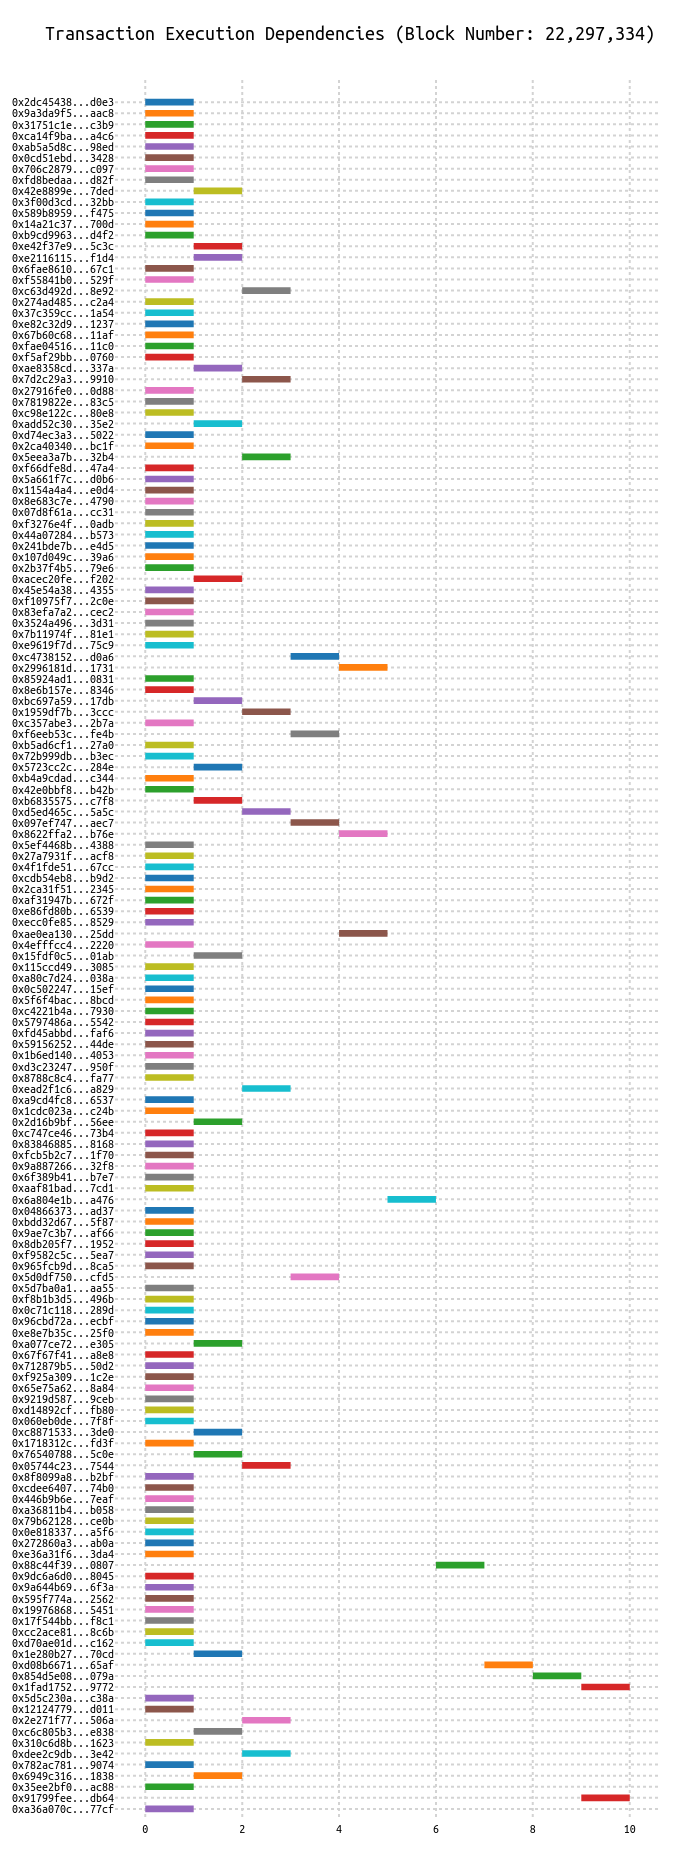 Transaction Execution Dependencies (Block Number: 22,297,334)
0x2dc45438...d0e3
0x9a3da9f5...aac8
0x31751c1e...c3b9
0xca14f9ba...a4c6
0xab5a5d8c...98ed
0x0cd51ebd...3428
0x706c2879...c097
0xfd8bedaa...d82f
0x42e8899e...7ded
0x3f00d3cd...32bb
0x589b8959...f475
0x14a21c37...700d
0xb9cd9963...d4f2
0xe42f37e9...5c3c
0xe2116115...f1d4
0x6fae8610...67c1
0xf55841b0...529f
0xc63d492d...8e92
0x274ad485...c2a4
0x37c359cc...1a54
0xe82c32d9...1237
0x67b60c68...11af
0xfae04516...11c0
0xf5af29bb...0760
0xae8358cd...337a
0x7d2c29a3...9910
0x27916fe0...0d88
0x7819822e...83c5
0xc98e122c...80e8
0xadd52c30...35e2
0xd74ec3a3...5022
0x2ca40340...bc1f
0x5eea3a7b...32b4
0xf66dfe8d...47a4
0x5a661f7c...d0b6
0x1154a4a4...e0d4
0x8e683c7e...4790
0x07d8f61a...cc31
0xf3276e4f...0adb
0x44a07284...b573
0x241bde7b...e4d5
0x107d049c...39a6
0x2b37f4b5...79e6
0xacec20fe...f202
0x45e54a38...4355
0xf10975f7...2c0e
0x83efa7a2...cec2
0x3524a496...3d31
0x7b11974f...81e1
0xe9619f7d...75c9
0xc4738152...d0a6
0x2996181d...1731
0x85924ad1...0831
0x8e6b157e...8346
0xbc697a59...17db
0x1959df7b...3ccc
0xc357abe3...2b7a
0xf6eeb53c...fe4b
0xb5ad6cf1...27a0
0x72b999db...b3ec
0x5723cc2c...284e
0xb4a9cdad...c344
0x42e0bbf8...b42b
0xb6835575...c7f8
0xd5ed465c...5a5c
0x097ef747...aec7
0x8622ffa2...b76e
0x5ef4468b...4388
0x27a7931f...acf8
0x4f1fde51...67cc
0xcdb54eb8...b9d2
0x2ca31f51...2345
0xaf31947b...672f
0xe86fd80b...6539
0xecc0fe85...8529
0xae0ea130...25dd
0x4efffcc4...2220
0x15fdf0c5...01ab
0x115ccd49...3085
0xa80c7d24...038a
0x0c502247...15ef
0x5f6f4bac...8bcd
0xc4221b4a...7930
0x5797486a...5542
0xfd45abbd...faf6
0x59156252...44de
0x1b6ed140...4053
0xd3c23247...950f
0x8788c8c4...fa77
0xead2f1c6...a829
0xa9cd4fc8...6537
0x1cdc023a...c24b
0x2d16b9bf...56ee
0xc747ce46...73b4
0x83846885...8168
0xfcb5b2c7...1f70
0x9a887266...32f8
0x6f389b41...b7e7
0xaaf81bad...7cd1
0x6a804e1b...a476
0x04866373...ad37
0xbdd32d67...5f87
0x9ae7c3b7...af66
0x8db205f7...1952
0xf9582c5c...5ea7
0x965fcb9d...8ca5
0x5d0df750...cfd5
0x5d7ba0a1...aa55
0xf8b1b3d5...496b
0x0c71c118...289d
0x96cbd72a...ecbf
0xe8e7b35c...25f0
0xa077ce72...e305
0x67f67f41...a8e8
0x712879b5...50d2
0xf925a309...1c2e
0x65e75a62...8a84
0x9219d587...9ceb
0xd14892cf...fb80
0x060eb0de...7f8f
0xc8871533...3de0
0x1718312c...fd3f
0x76540788...5c0e
0x05744c23...7544
0x8f8099a8...b2bf
0xcdee6407...74b0
0x446b9b6e...7eaf
0xa36811b4...b058
0x79b62128...ce0b
0x0e818337...a5f6
0x272860a3...ab0a
0xe36a31f6...3da4
0x88c44f39...0807
0x9dc6a6d0...8045
0x9a644b69...6f3a
0x595f774a...2562
0x19976868...5451
0x17f544bb...f8c1
0xcc2ace81...8c6b
0xd70ae01d...c162
0x1e280b27...70cd
0xd08b6671...65af
0x854d5e08...079a
0x1fad1752...9772
0x5d5c230a...c38a
0x12124779...d011
0x2e271f77...506a
0xc6c805b3...e838
0x310c6d8b...1623
0xdee2c9db...3e42
0x782ac781...9074
0x6949c316...1838
0x35ee2bf0...ac88
0x91799fee...db64
0xa36a070c...77cf
0 2 4 6 8 10